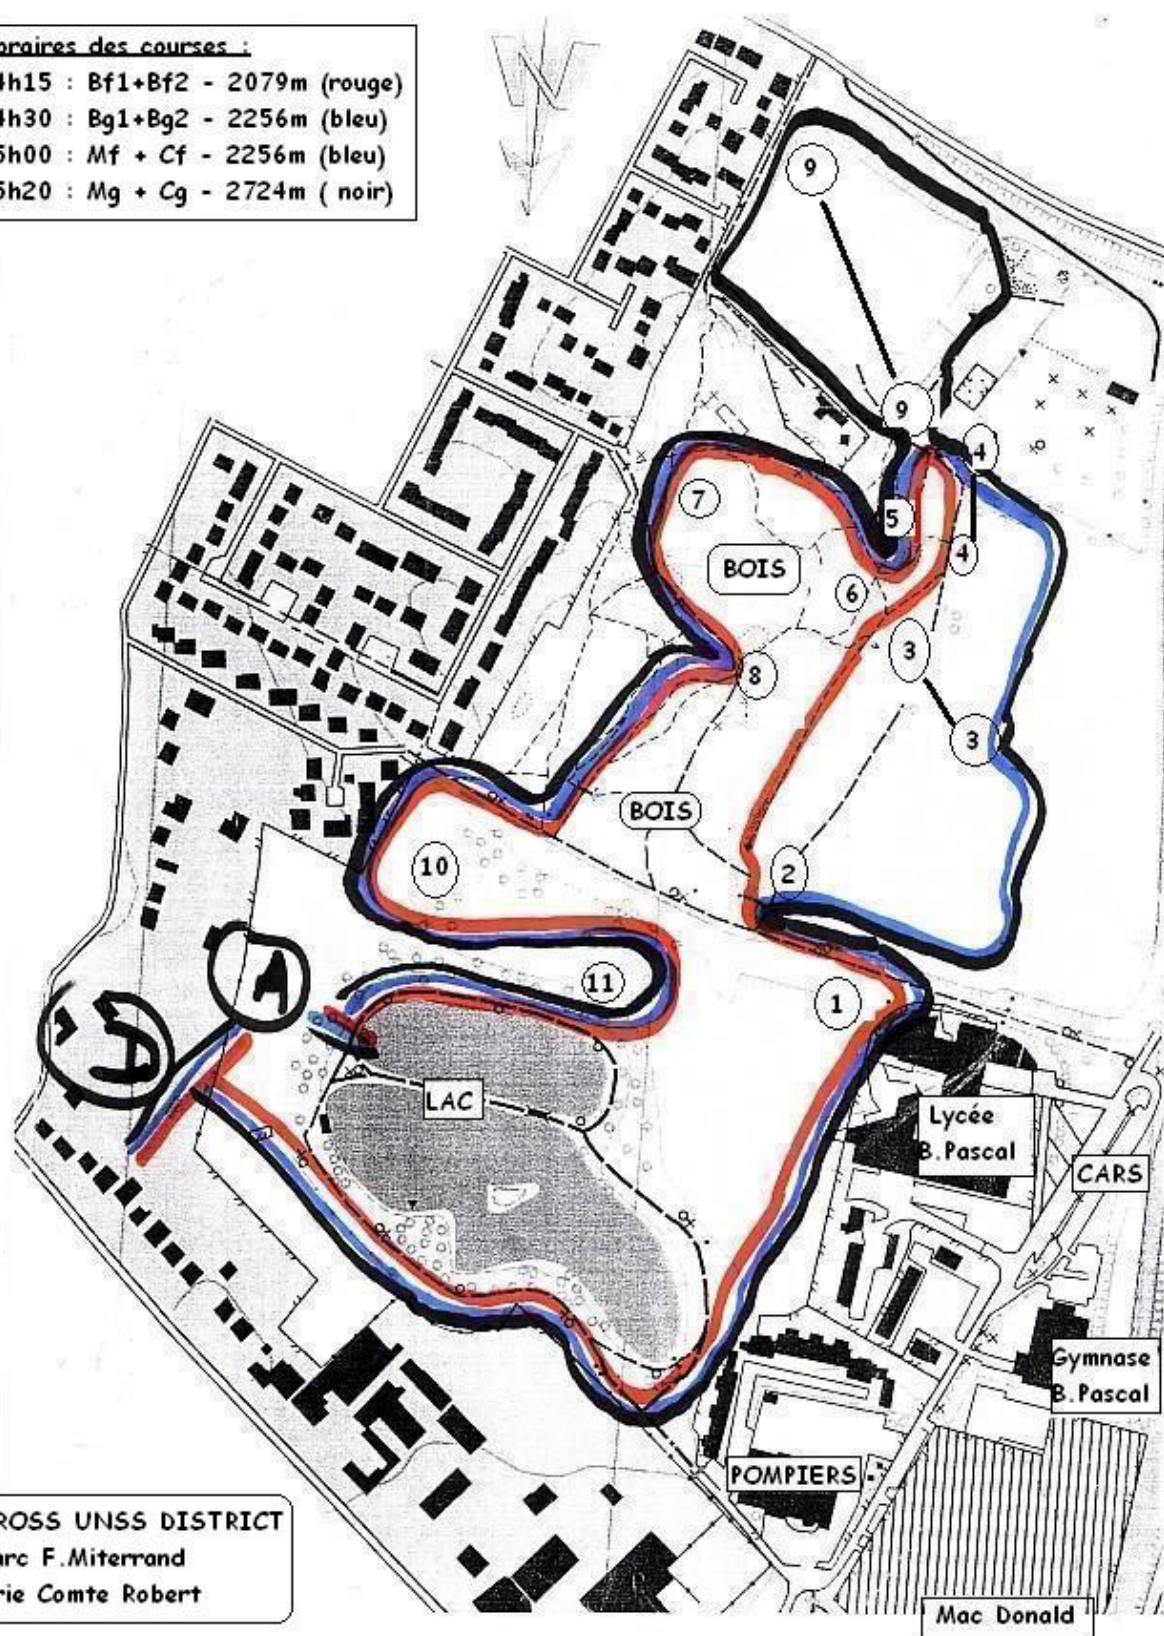 oraires des courses :
4h15 : Bf1+Bf2 - 2079m (rouge)
4h30 : Bg1+Bg2 - 2256m (bleu)
5h00 : Mf + Cf - 2256m (bleu)
5h20 : Mg + Cg - 2724m ( noir)
N
9
9
4
7
5
4
BOIS
6
3
8
3
BOIS
10
2
11
1
A
LAC
Lycée
B.Pascal
CARS
Gymnase
B.Pascal
POMPIERS
ROSS UNSS DISTRICT
arc F.Miterrand
rie Comte Robert
Mac Donald